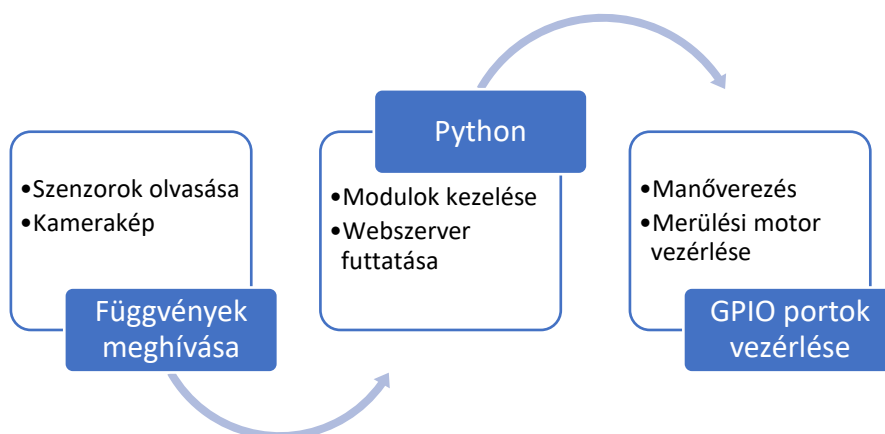 •Szenzorok olvasása
•Kamerakép
Függvények
meghívása
Python
•Modulok kezelése
•Webszerver
futtatása
•Manőverezés
•Merülési motor
vezérlése
GPIO portok
vezérlése